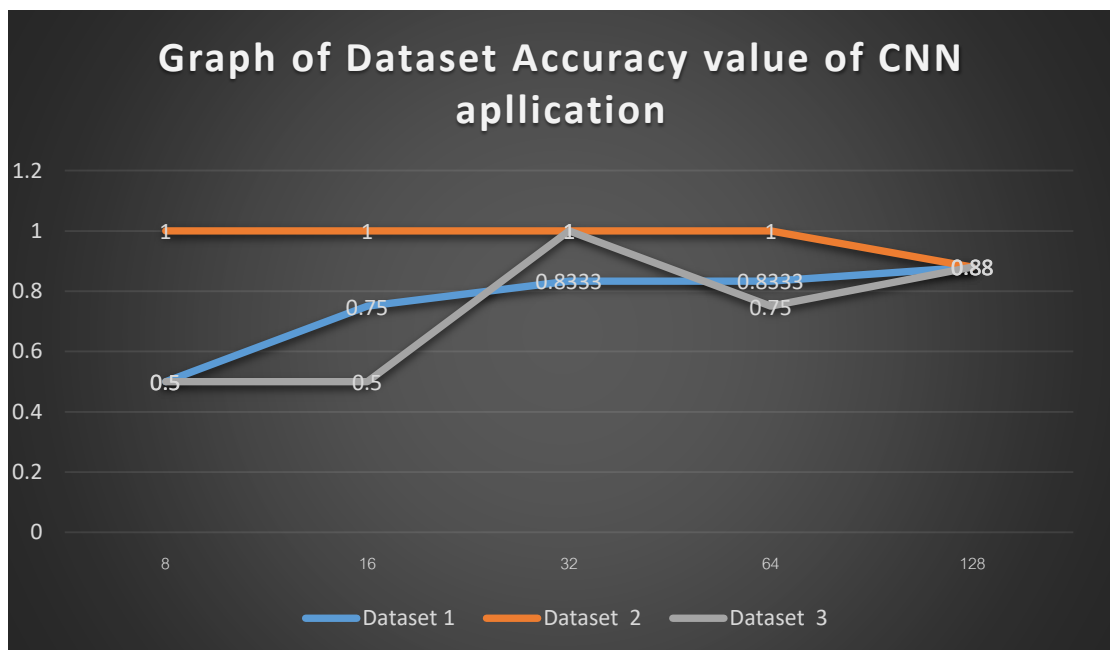 Graph of Dataset Accuracy value of CNN
apllication
1.2
1
0.8
0.6
0.4
0.2
0
1 1 1 1
0.88
0.8333 0.8333
0.75 0.75
0.5 0.5
8 16 32 64 128
Dataset 1 Dataset 2 Dataset 3